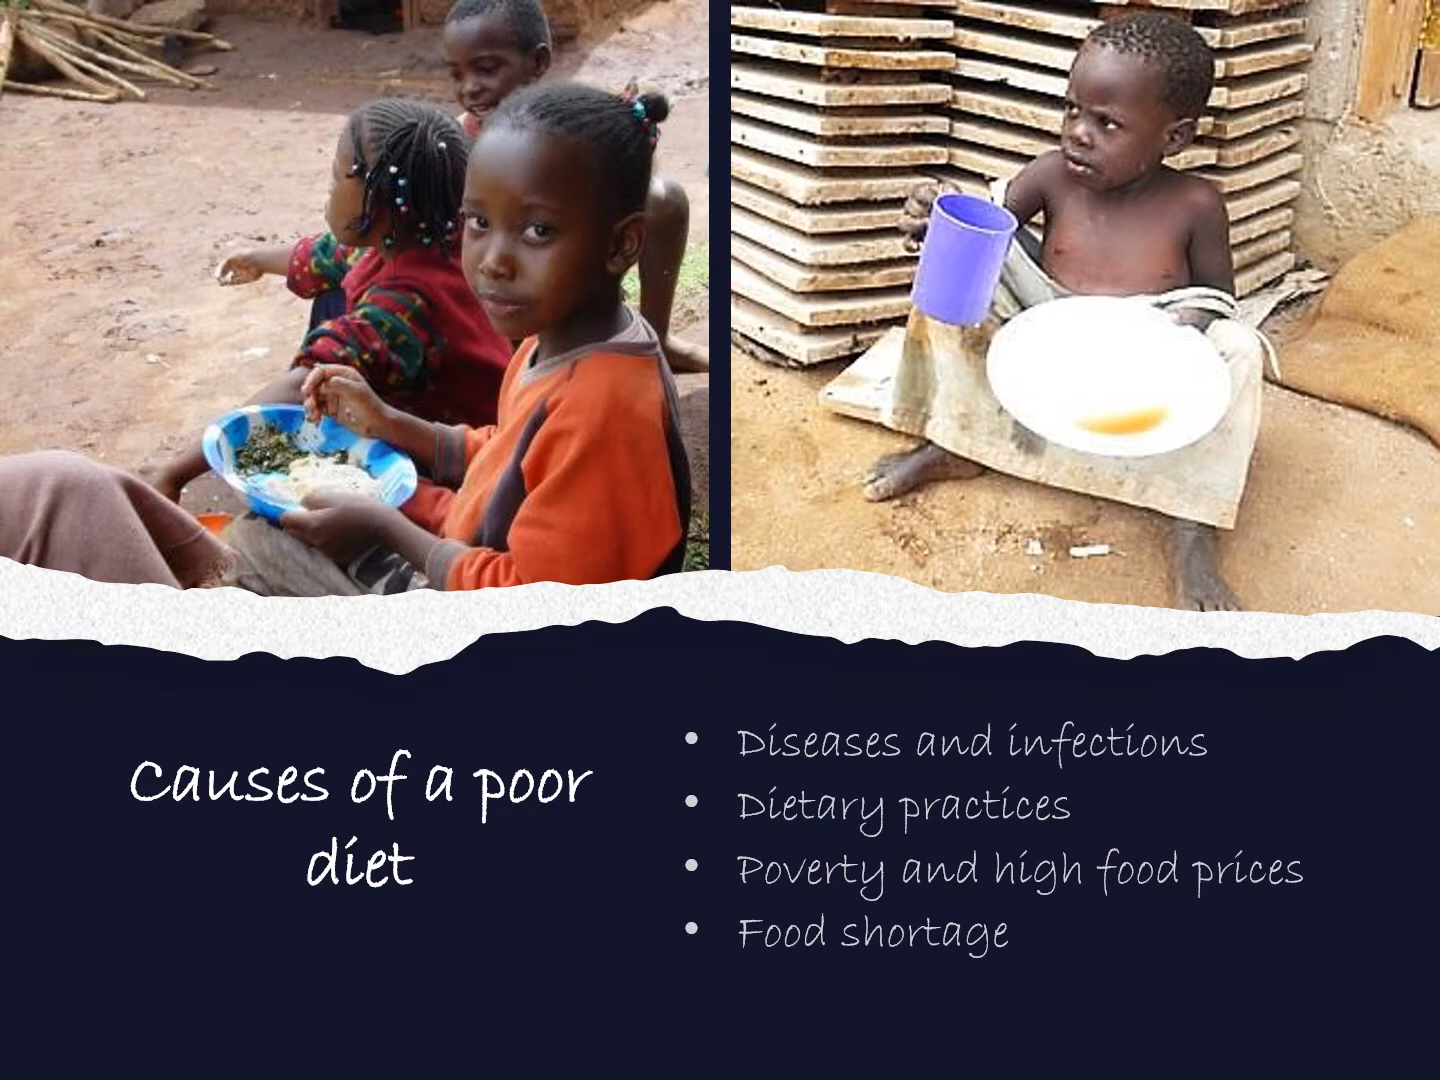 Causes of a poor
diet
• Diseases and infections
• Dietary practices
• Poverty and high food prices
• Food shortage